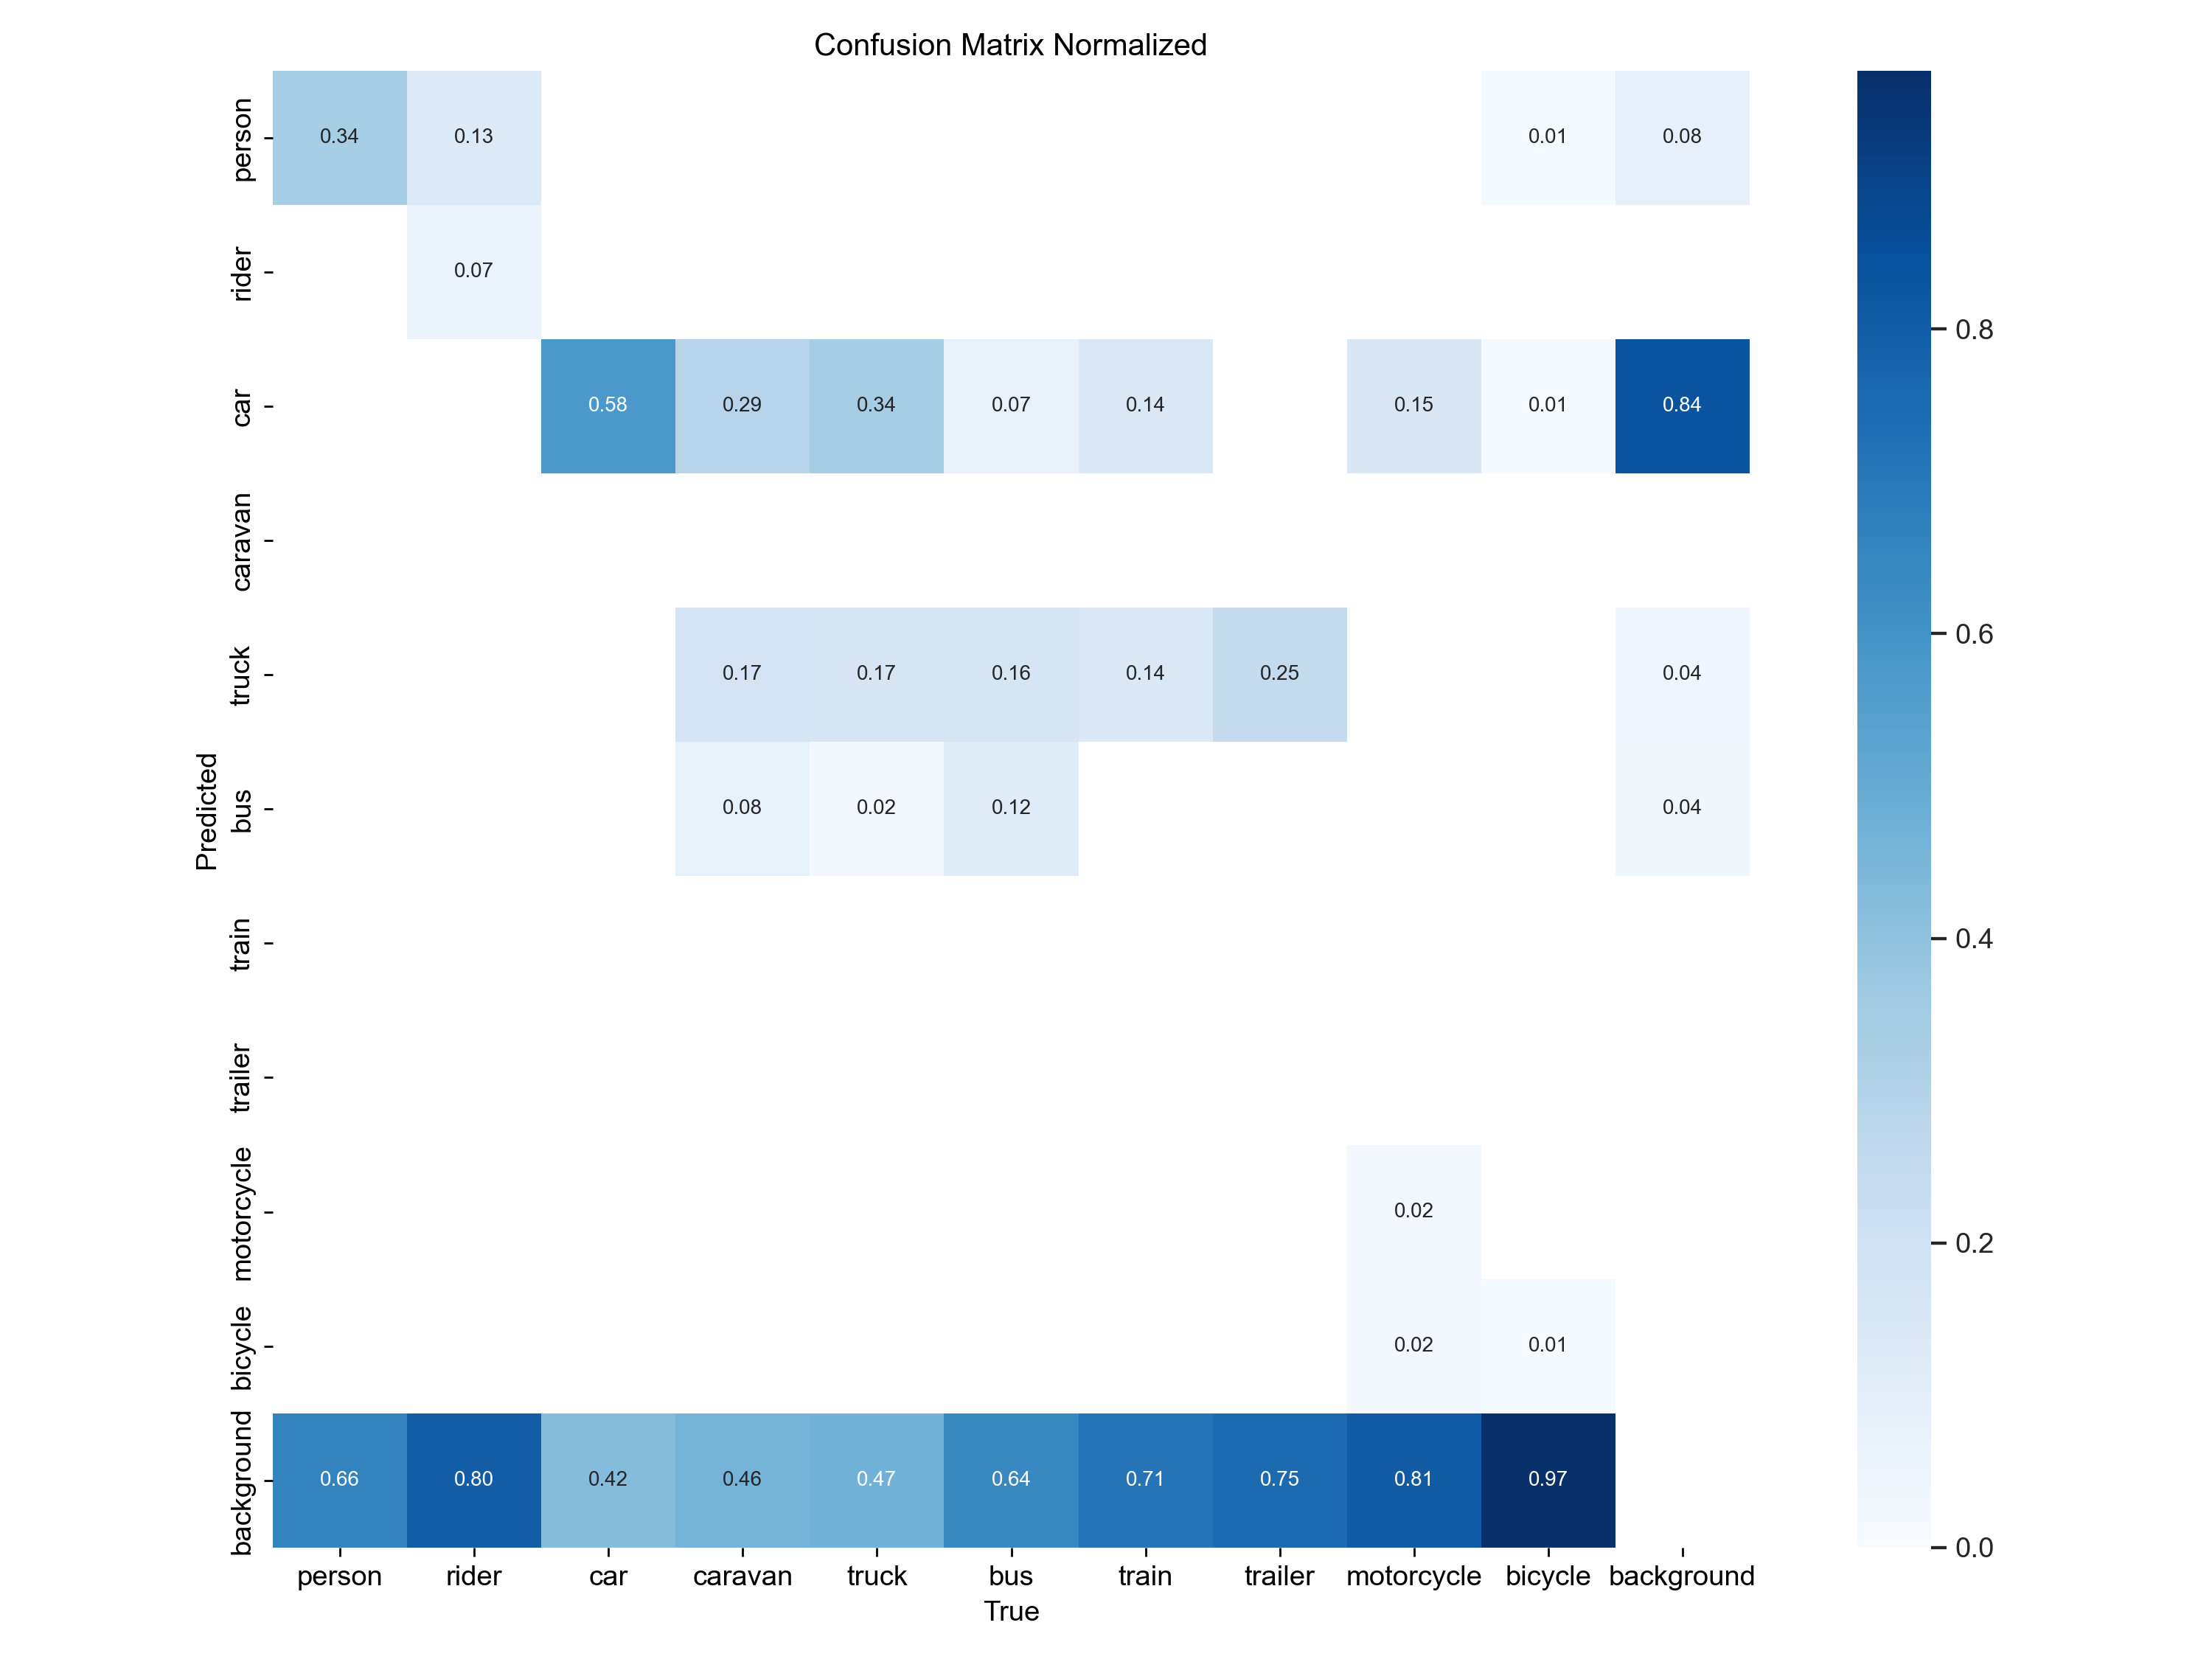 Confusion Matrix Normalized
person
0.34 0.13 0.01 0.08
rider
0.07
car
0.58 0.29 0.34 0.07 0.14 0.15 0.01 0.84
caravan
truck
0.17 0.17 0.16 0.14 0.25 0.04
bus
0.08 0.02 0.12 0.04
train
trailer
motorcycle
0.02
bicycle
0.02 0.01
background
0.66 0.80 0.42 0.46 0.47 0.64 0.71 0.75 0.81 0.97
Predicted
person rider car caravan truck bus train trailer motorcycle bicycle background
True
0.8
0.6
0.4
0.2
0.0